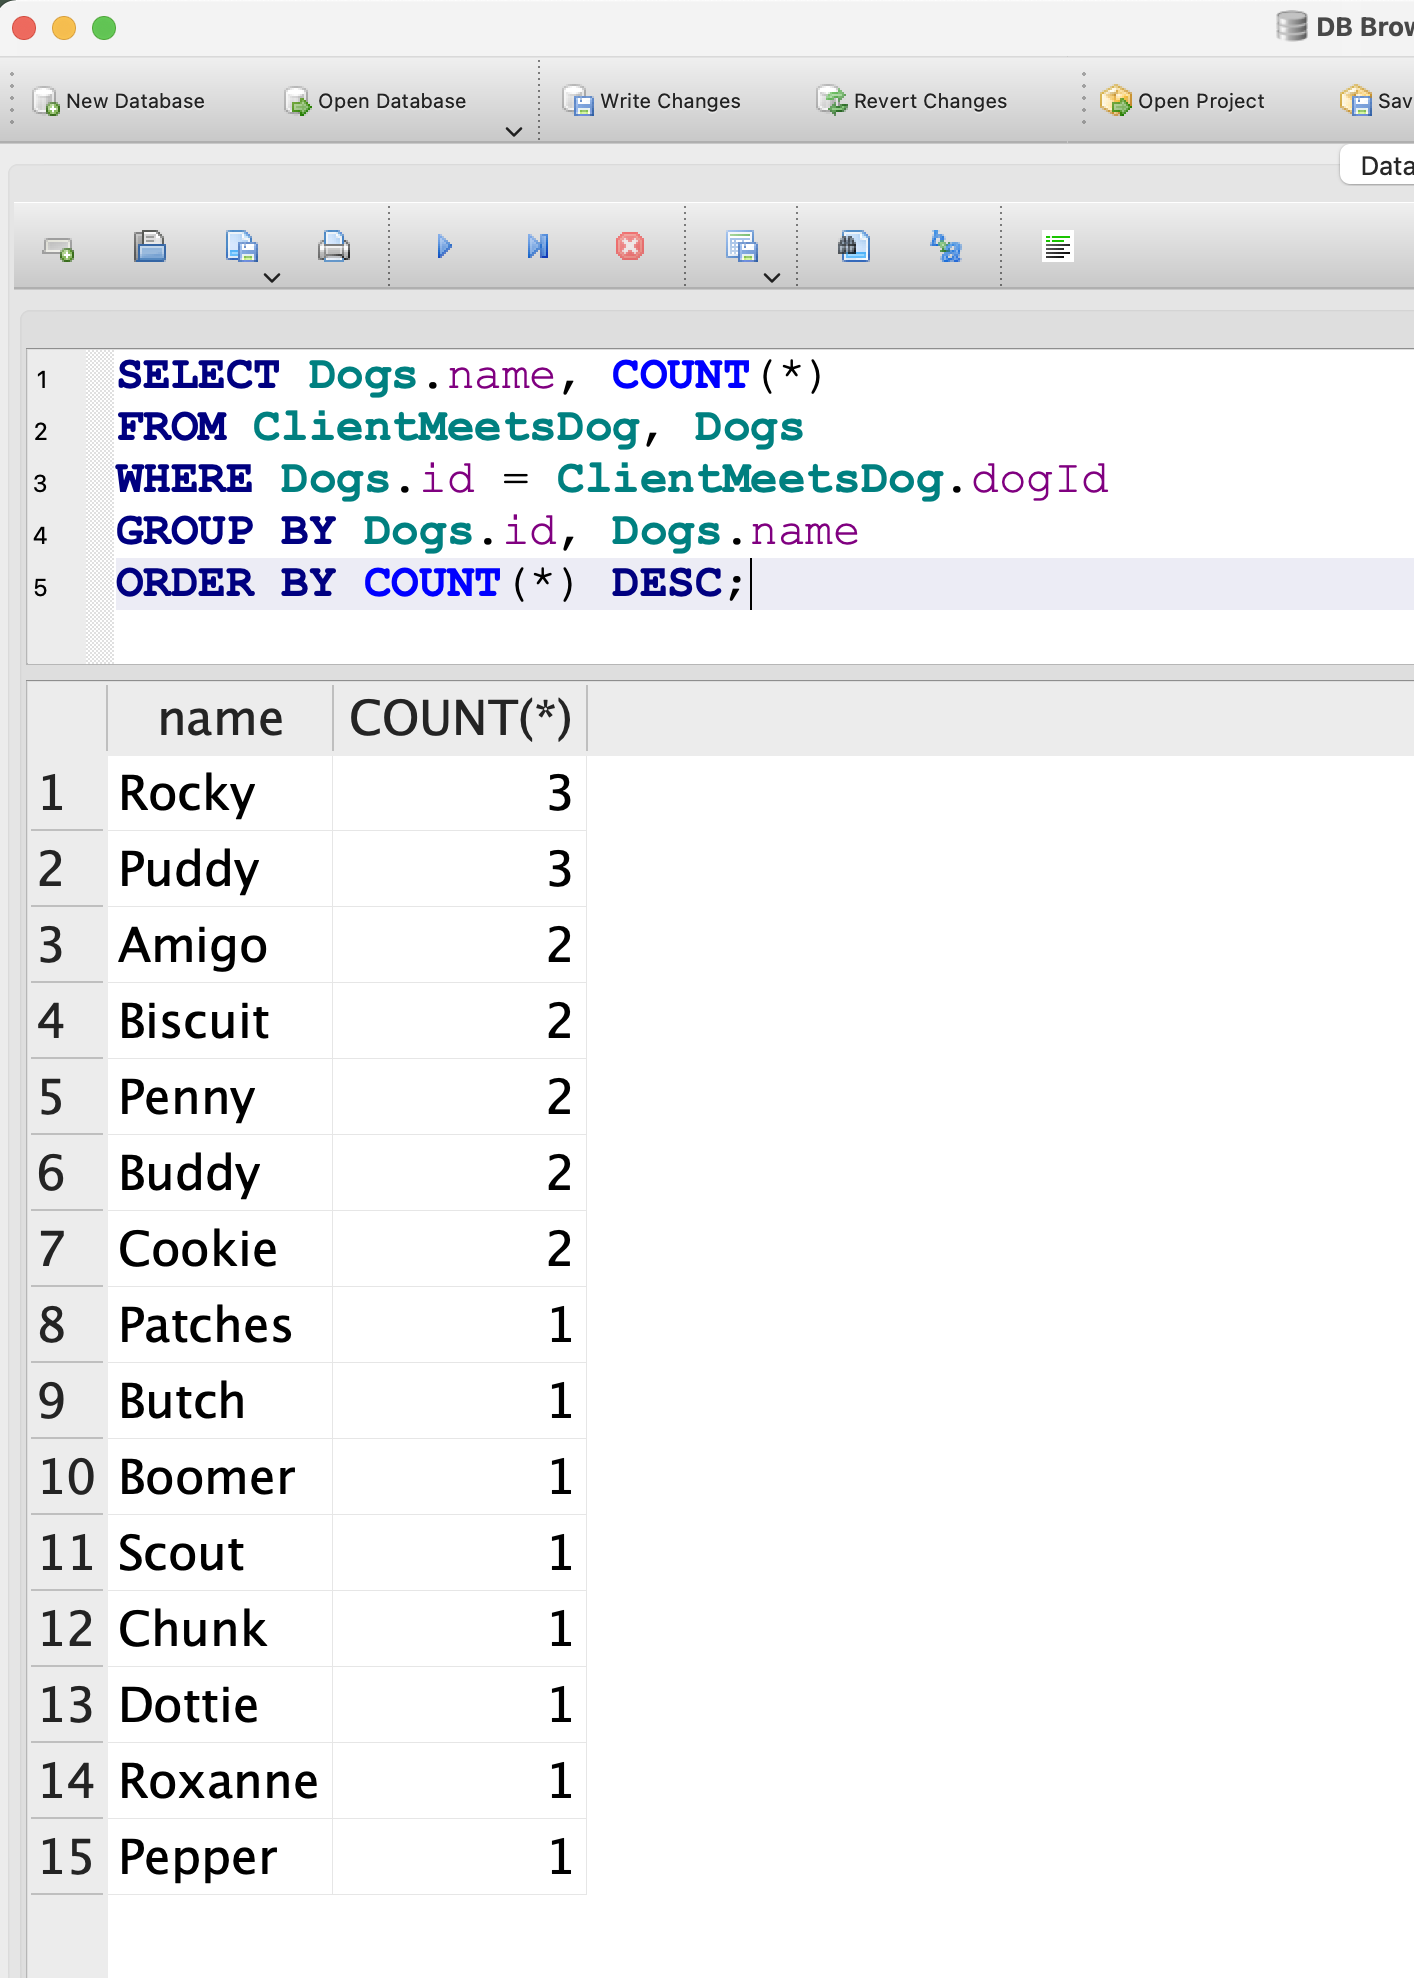 DB Brow
New Database Open Database Write Changes Revert Changes Open Project Sav
Data
1 SELECT Dogs.name, COUNT(*)
2 FROM ClientMeetsDog, Dogs
3 WHERE Dogs.id = ClientMeetsDog.dogId
4 GROUP BY Dogs.id, Dogs.name
5 ORDER BY COUNT(*) DESC;
name COUNT(*)
1 Rocky 3
2 Puddy 3
3 Amigo 2
4 Biscuit 2
5 Penny 2
6 Buddy 2
7 Cookie 2
8 Patches 1
9 Butch 1
10 Boomer 1
11 Scout 1
12 Chunk 1
13 Dottie 1
14 Roxanne 1
15 Pepper 1